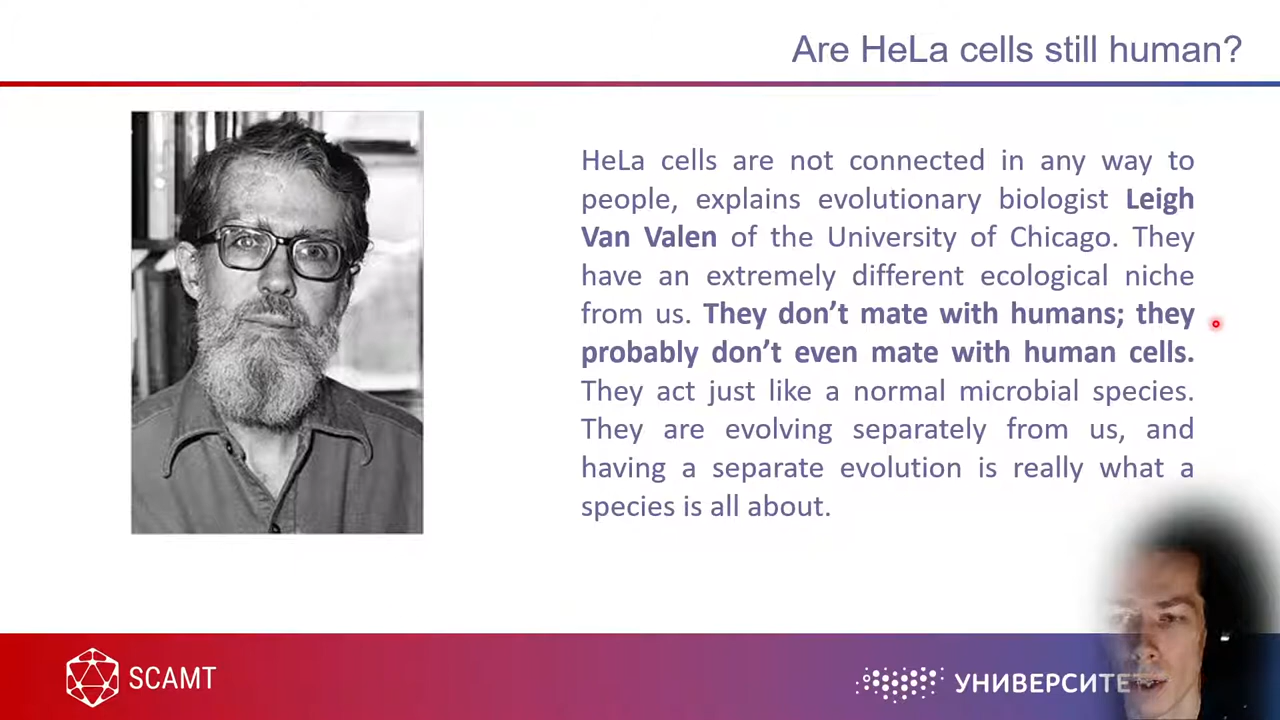 Are HeLa cells still human?
HeLa cells are not connected in any way to
people, explains evolutionary biologist Leigh
Van Valen of the University of Chicago. They
have an extremely different ecological niche
from us. They don’t mate with humans; they
probably don’t even mate with human cells.
They act just like a normal microbial species.
They are evolving separately from us, and
having a separate evolution is really what a
species is all about.
SCAMT
УНИВЕРСИТЕТ